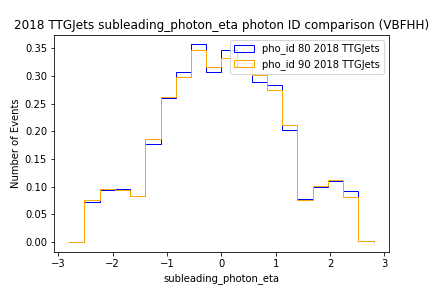 2018 TTGJets subleading_photon_eta photon ID comparison (VBFHH)
pho_id 80 2018 TTGJets
pho_id 90 2018 TTGJets
Number of Events
0.35
0.30
0.25
0.20
0.15
0.10
0.05
0.00
−3 −2 −1 0 1 2 3
subleading_photon_eta